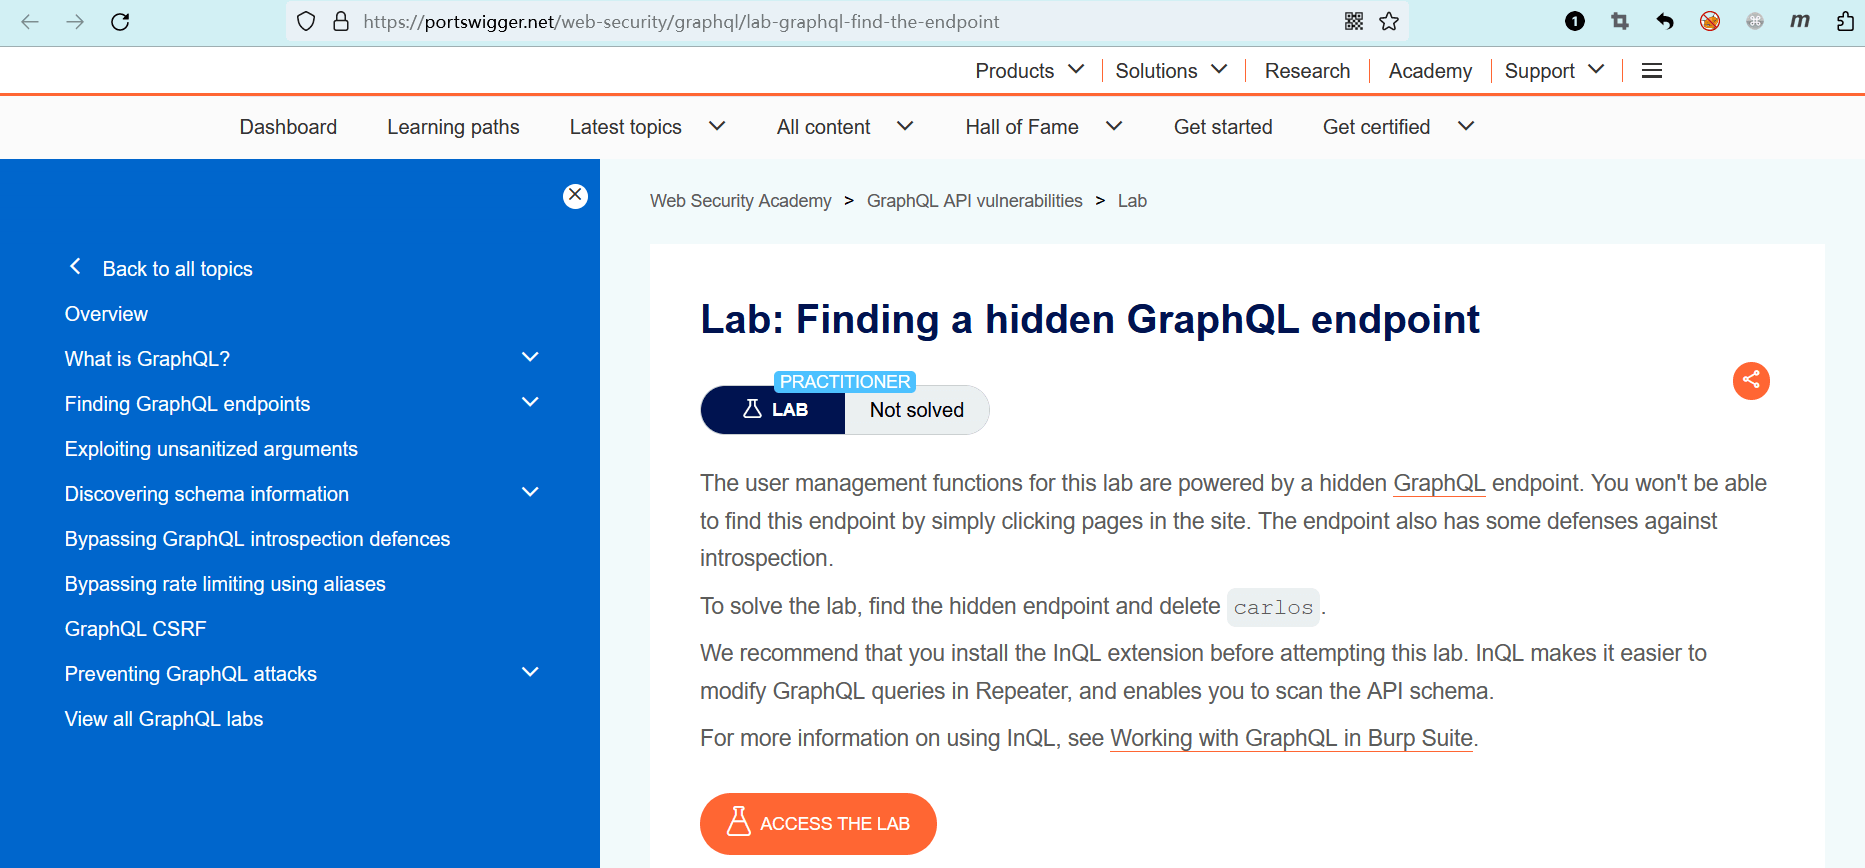 https://portswigger.net/web-security/graphql/lab-graphql-find-the-endpoint
1
m
Products
Solutions
Research
Academy
Support
Dashboard
Learning paths
Latest topics
All content
Hall of Fame
Get started
Get certified
Back to all topics
Overview
What is GraphQL?
Finding GraphQL endpoints
Exploiting unsanitized arguments
Discovering schema information
Bypassing GraphQL introspection defences
Bypassing rate limiting using aliases
GraphQL CSRF
Preventing GraphQL attacks
View all GraphQL labs
Web Security Academy > GraphQL API vulnerabilities > Lab
Lab: Finding a hidden GraphQL endpoint
PRACTITIONER
LAB
Not solved
The user management functions for this lab are powered by a hidden GraphQL endpoint. You won't be able
to find this endpoint by simply clicking pages in the site. The endpoint also has some defenses against
introspection.
To solve the lab, find the hidden endpoint and delete carlos.
We recommend that you install the InQL extension before attempting this lab. InQL makes it easier to
modify GraphQL queries in Repeater, and enables you to scan the API schema.
For more information on using InQL, see Working with GraphQL in Burp Suite.
ACCESS THE LAB